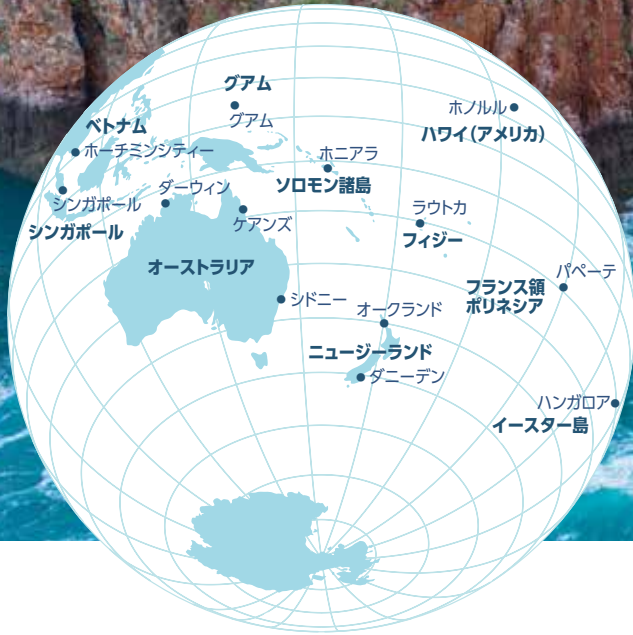 グアム
グアム
ホノルル
ハワイ（アメリカ）
ベトナム
ホーチミンシティー
ホニアラ
ソロモン諸島
ダーウィン
シンガポール
シンガポール
ケアンズ
ラウトカ
フィジー
オーストラリア
パペーテ
フランス領
ポリネシア
シドニー
オークランド
ニュージーランド
ダニーデン
ハンガロア
イースター島